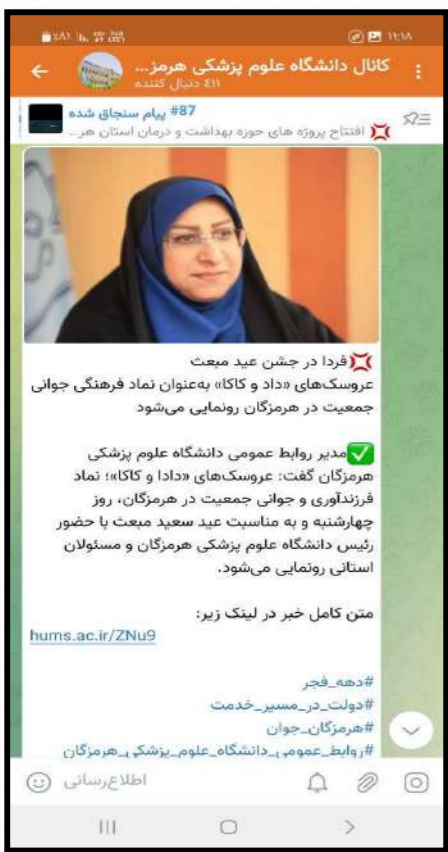 ۱۱:۱۸
٪۸۱
کانال دانشگاه علوم پزشکی هرمز...
٤١١ دنبال کننده
#87 پیام سنجاق شده
افتتاح پروژه های حوزه بهداشت و درمان استان هر...
فردا در جشن عید مبعث
عروسک‌های «داد و کاکا» به‌عنوان نماد فرهنگی جوانی
جمعیت در هرمزگان رونمایی می‌شود
مدیر روابط عمومی دانشگاه علوم پزشکی
هرمزگان گفت: عروسک‌های «دادا و کاکا»؛ نماد
فرزندآوری و جوانی جمعیت در هرمزگان، روز
چهارشنبه و به مناسبت عید سعید مبعث با حضور
رئیس دانشگاه علوم پزشکی هرمزگان و مسئولان
استانی رونمایی می‌شود.
متن کامل خبر در لینک زیر:
hums.ac.ir/ZNu9
#دهه_فجر
#دولت_در_مسیر_خدمت
#هرمزگان_جوان
#روابط_عمومی_دانشگاه_علوم_پزشکی_هرمزگان
اطلاع‌رسانی